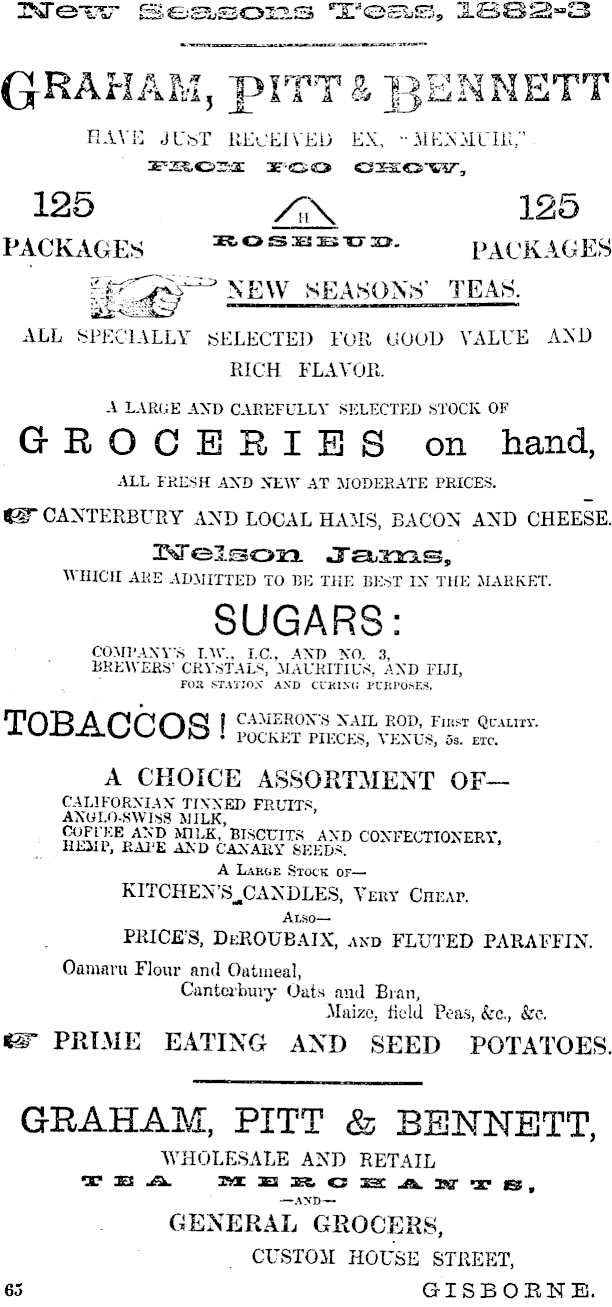 New Seasons Teas, 1882-3
GRAHAM, PITT & BENNETT
HAVE JUST RECEIVED EX, "MENMUIR,"
FROM FOO CHOW,
125 H 125
PACKAGES ROSEBUD. PACKAGES
NEW SEASONS' TEAS.
ALL SPECIALLY SELECTED FOR GOOD VALUE AND
RICH FLAVOR.
A LARGE AND CAREFULLY SELECTED STOCK OF
GROCERIES on hand,
ALL FRESH AND NEW AT MODERATE PRICES.
CANTERBURY AND LOCAL HAMS, BACON AND CHEESE.
Nelson Jams,
WHICH ARE ADMITTED TO BE THE BEST IN THE MARKET.
SUGARS:
COMPANY'S I.W., I.C., AND NO. 3,
BREWERS' CRYSTALS, MAURITIUS, AND FIJI,
FOR STATION AND CURING PURPOSES.
TOBACCOS! CAMERON'S NAIL ROD, FIRST QUALITY.
POCKET PIECES, VENUS, 5s. ETC.
A CHOICE ASSORTMENT OF—
CALIFORNIAN TINNED FRUITS,
ANGLO-SWISS MILK,
COFFEE AND MILK, BISCUITS AND CONFECTIONERY,
HEMP, RAPE AND CANARY SEEDS.
A LARGE STOCK OF—
KITCHEN'S CANDLES, VERY CHEAP.
ALSO—
PRICE'S, DEROUBAIX, AND FLUTED PARAFFIN.
Oamaru Flour and Oatmeal,
Canterbury Oats and Bran,
Maize, field Peas, &c., &c.
PRIME EATING AND SEED POTATOES.
GRAHAM, PITT & BENNETT,
WHOLESALE AND RETAIL
TEA MERCHANTS,
—AND—
GENERAL GROCERS,
CUSTOM HOUSE STREET,
65 GISBORNE.